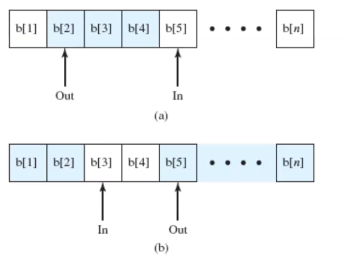 b[1] b[2] b[3] b[4] b[5] • • • • b[n]
Out In
(a)
b[1] b[2] b[3] b[4] b[5] • • • • b[n]
In Out
(b)